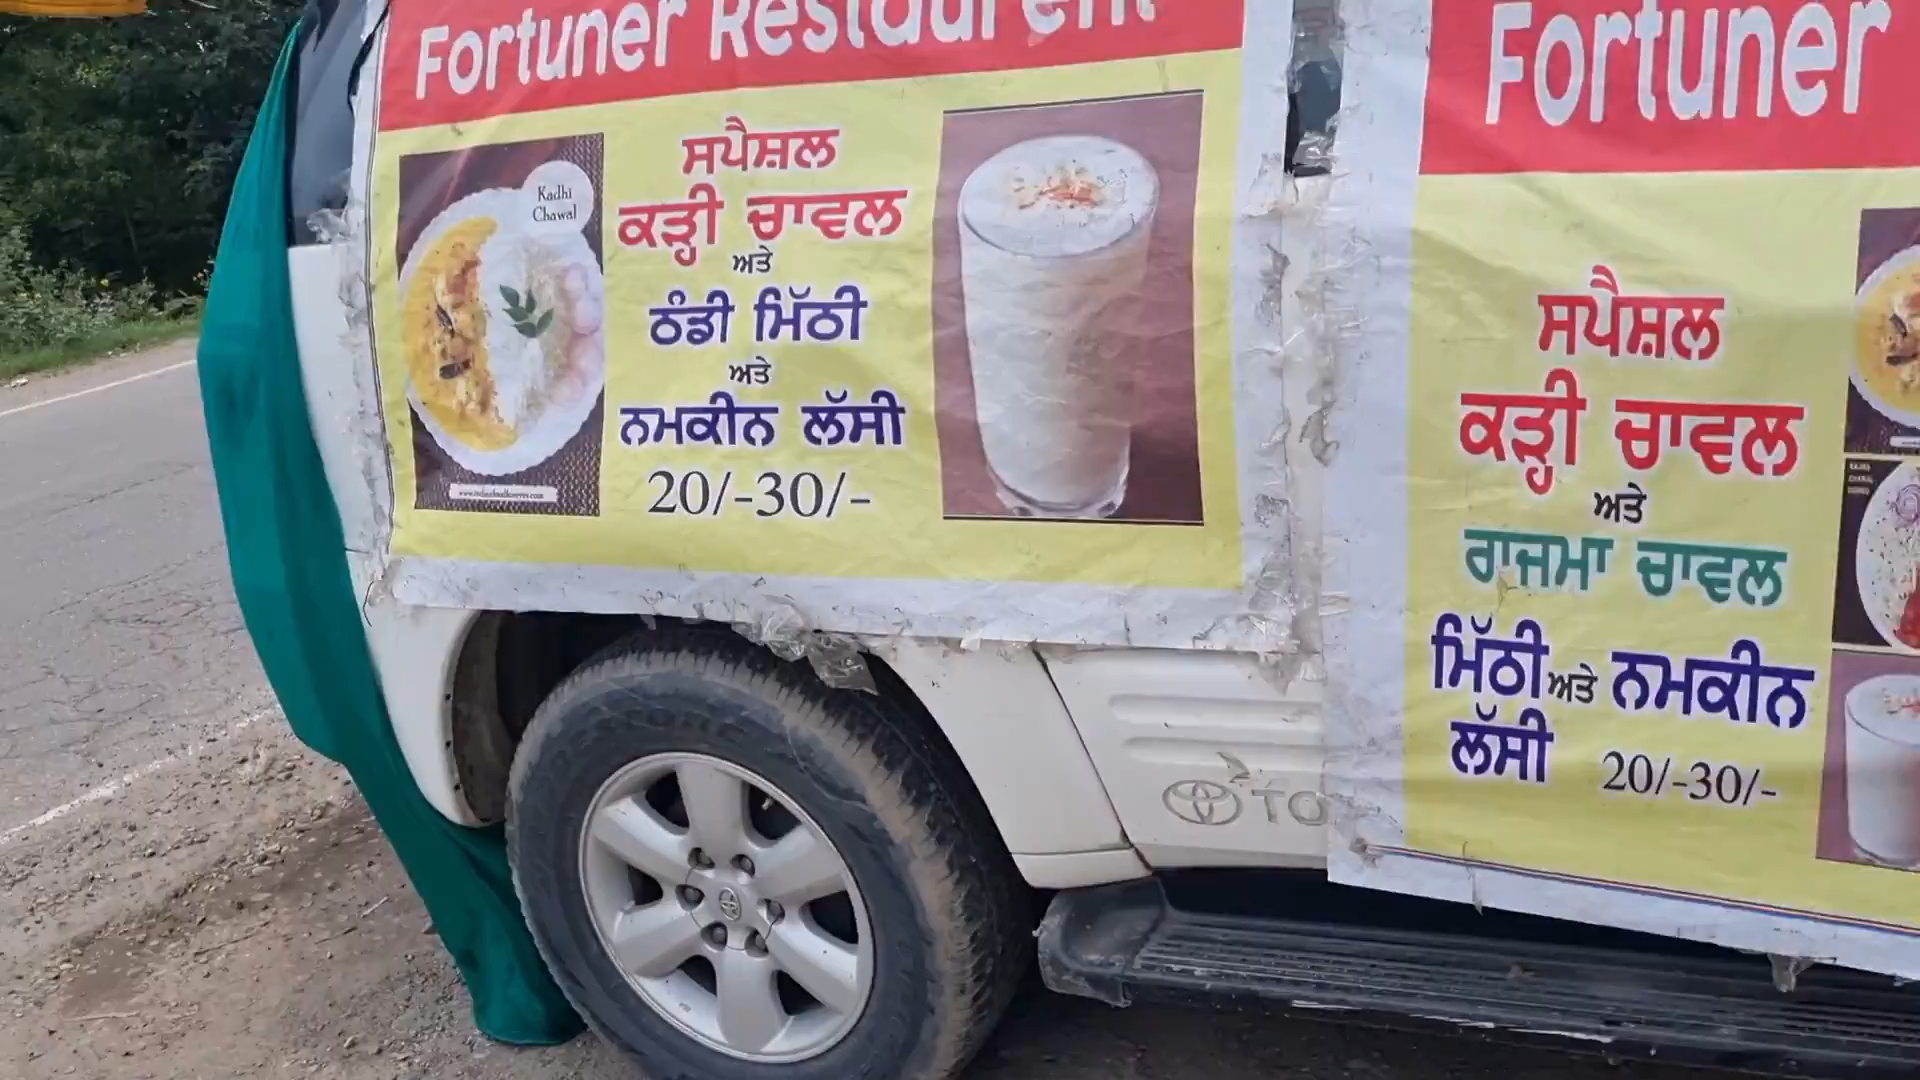 Fortuner Restaurent
Kadhi
Chawal
ਸਪੈਸ਼ਲ
ਕੜ੍ਹੀ ਚਾਵਲ
ਅਤੇ
ਠੰਡੀ ਮਿੱਠੀ
ਅਤੇ
ਨਮਕੀਨ ਲੱਸੀ
20/-30/-
Fortuner
ਸਪੈਸ਼ਲ
ਕੜ੍ਹੀ ਚਾਵਲ
ਅਤੇ
ਰਾਜਮਾ ਚਾਵਲ
ਮਿੱਠੀ ਅਤੇ ਨਮਕੀਨ
ਲੱਸੀ 20/-30/-
TO